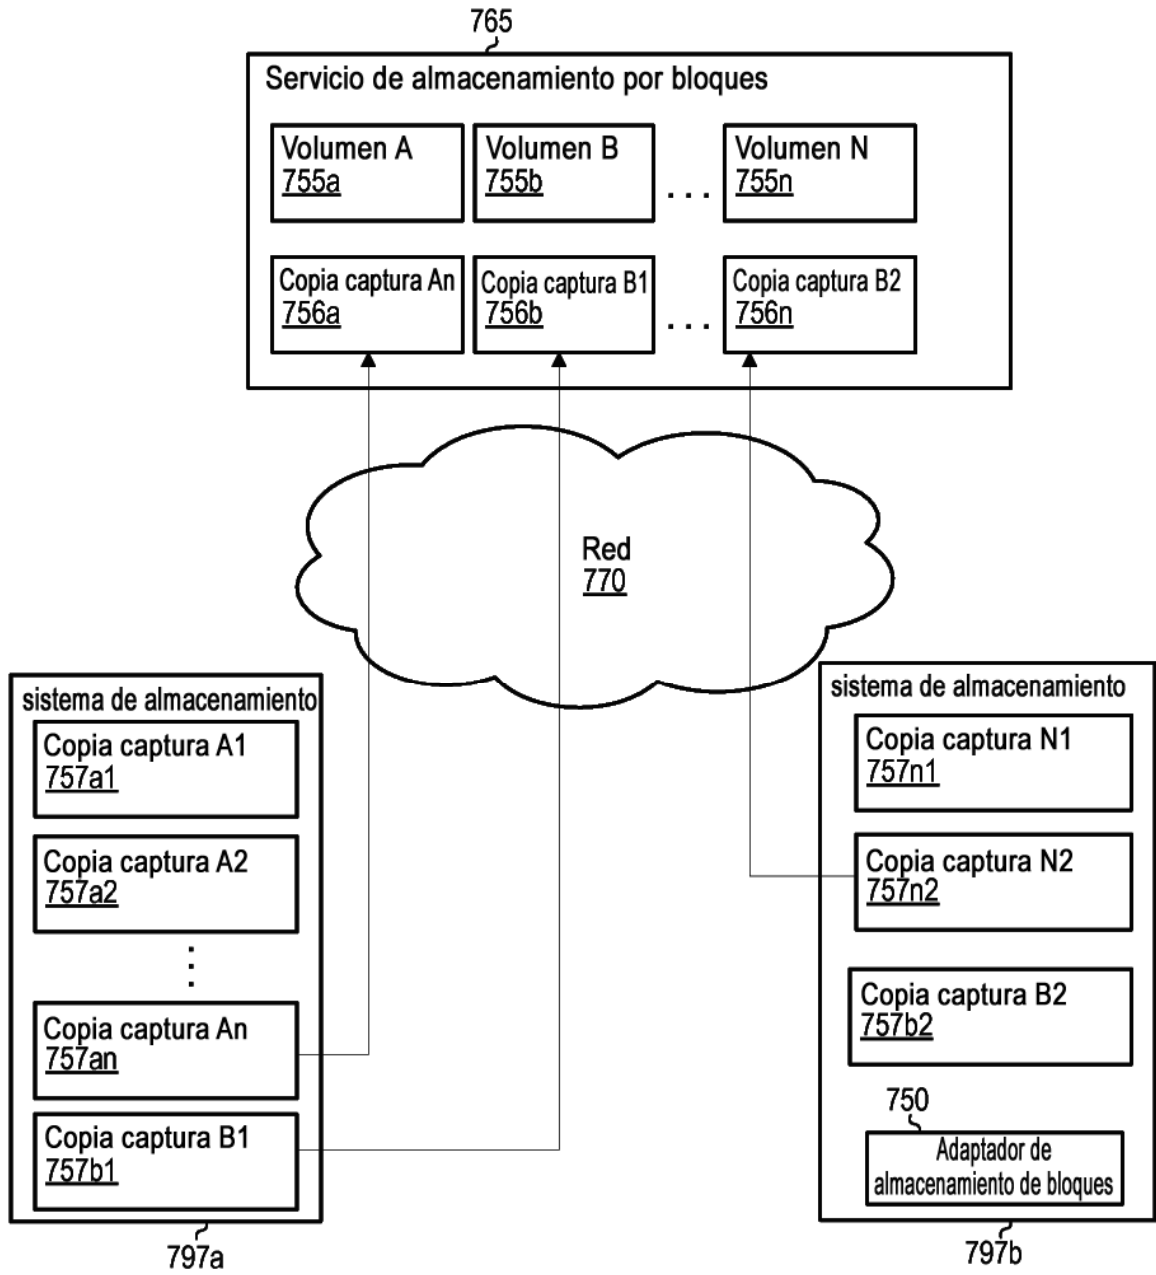 765
Servicio de almacenamiento por bloques
Volumen A
755a
Volumen B
755b
. . .
Volumen N
755n
Copia captura An
756a
Copia captura B1
756b
. . .
Copia captura B2
756n
Red
770
sistema de almacenamiento
Copia captura A1
757a1
Copia captura A2
757a2
Copia captura An
757an
Copia captura B1
757b1
797a
sistema de almacenamiento
Copia captura N1
757n1
Copia captura N2
757n2
Copia captura B2
757b2
750
Adaptador de
almacenamiento de bloques
797b